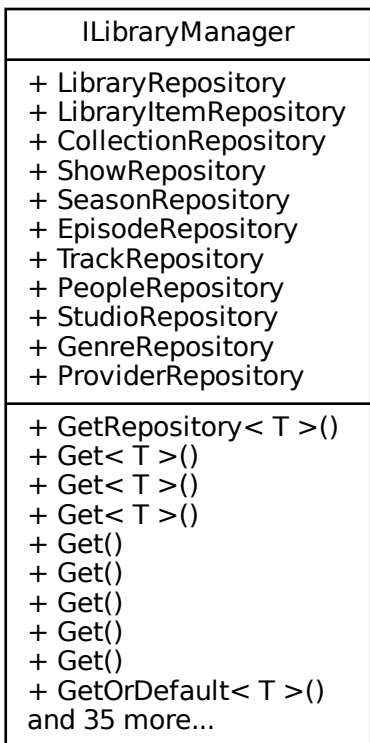 ILibraryManager
+ LibraryRepository
+ LibraryItemRepository
+ CollectionRepository
+ ShowRepository
+ SeasonRepository
+ EpisodeRepository
+ TrackRepository
+ PeopleRepository
+ StudioRepository
+ GenreRepository
+ ProviderRepository
+ GetRepository< T >()
+ Get< T >()
+ Get< T >()
+ Get< T >()
+ Get()
+ Get()
+ Get()
+ Get()
+ Get()
+ GetOrDefault< T >()
and 35 more...